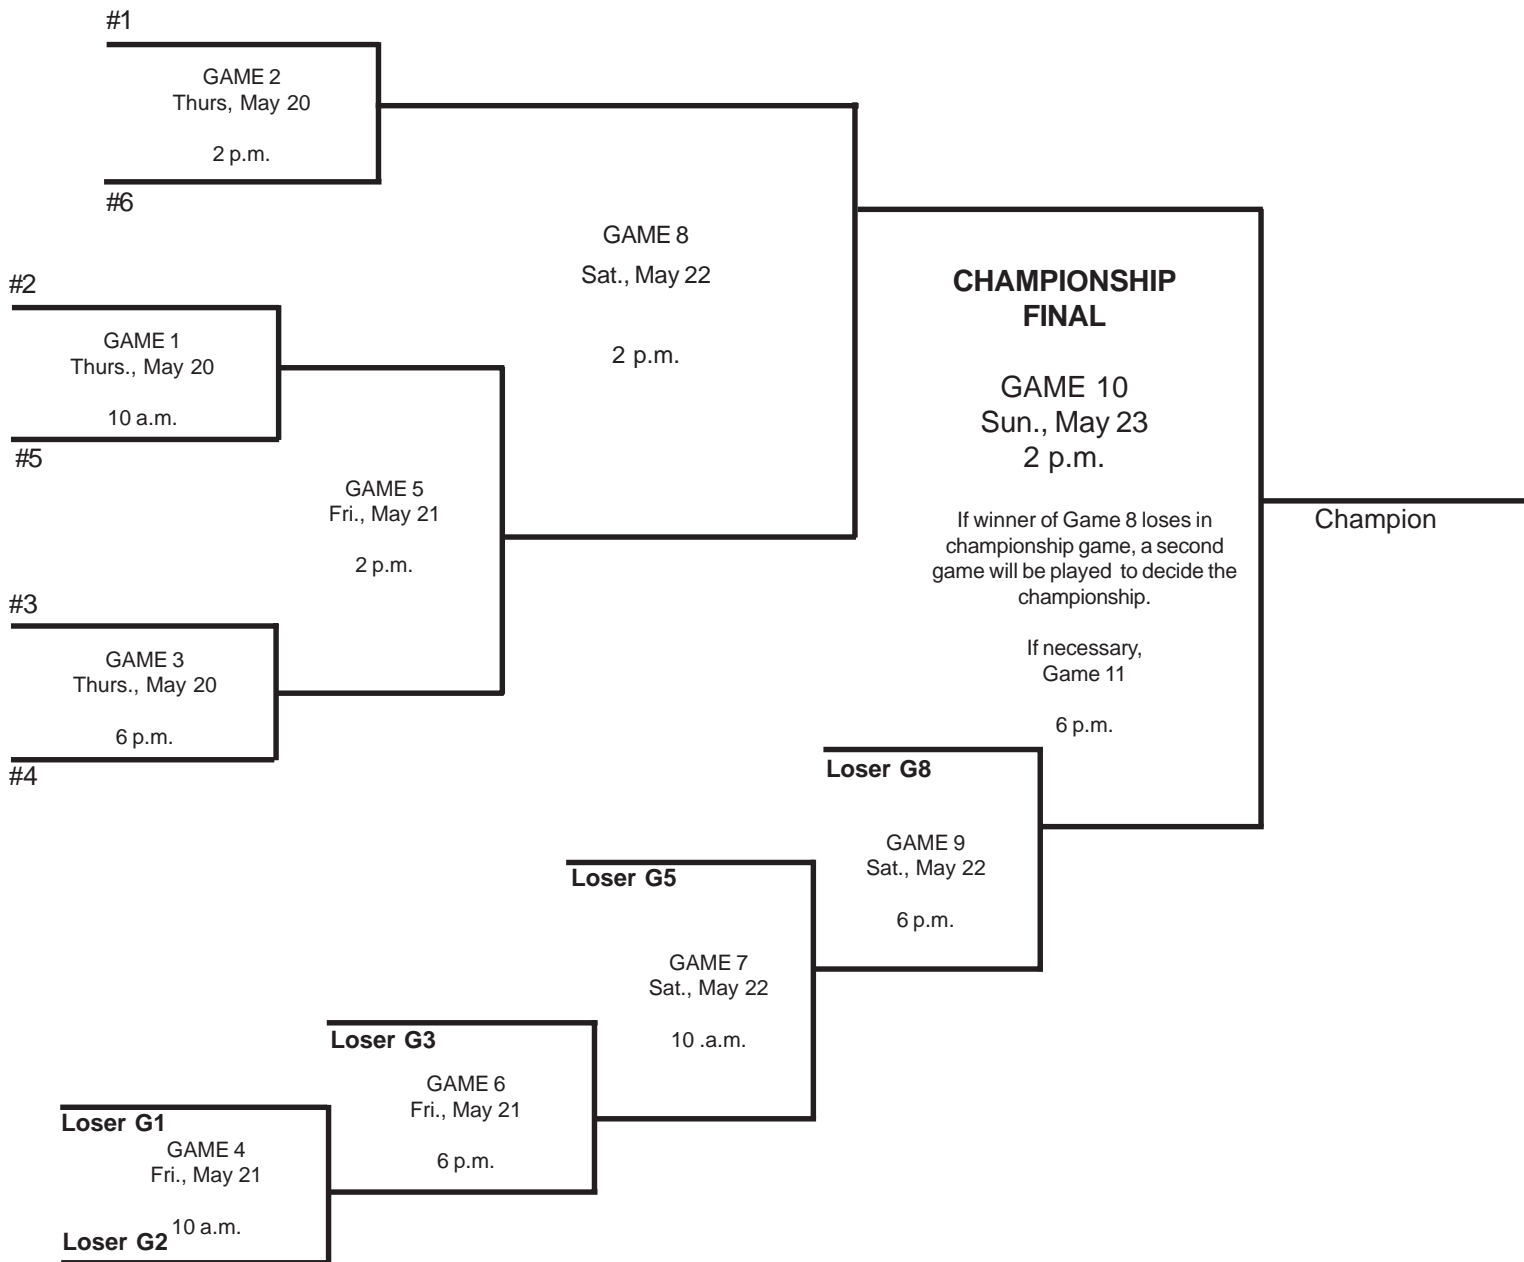 #1
GAME 2
Thurs, May 20
2 p.m.
#6
GAME 8
Sat., May 22
2 p.m.
#2
GAME 1
Thurs., May 20
10 a.m.
#5
GAME 5
Fri., May 21
2 p.m.
#3
GAME 3
Thurs., May 20
6 p.m.
#4
CHAMPIONSHIP
FINAL
GAME 10
Sun., May 23
2 p.m.
If winner of Game 8 loses in
championship game, a second
game will be played to decide the
championship.
If necessary,
Game 11
6 p.m.
Champion
Loser G8
GAME 9
Sat., May 22
6 p.m.
Loser G5
GAME 7
Sat., May 22
10 .a.m.
Loser G3
GAME 6
Fri., May 21
6 p.m.
Loser G1
GAME 4
Fri., May 21
10 a.m.
Loser G2